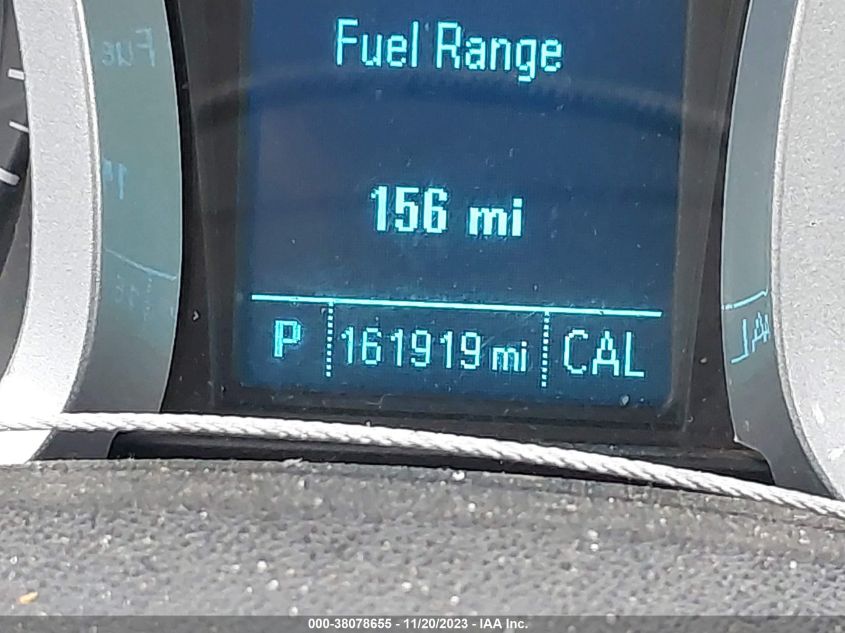 Fuel Range
156 mi
P 161919 mi CAL
000-38078655 - 11/20/2023 - IAA Inc.